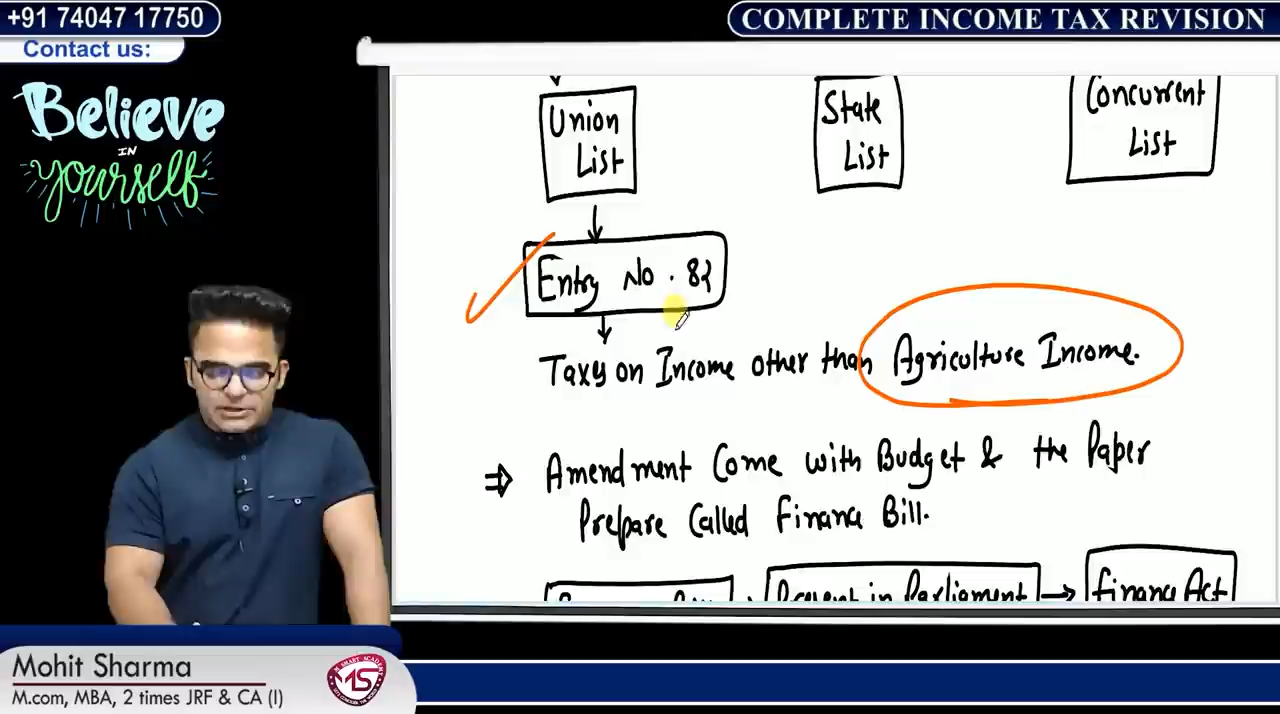 +91 74047 17750
Contact us:
COMPLETE INCOME TAX REVISION
Believe
IN
yourself
Union
List
State
List
Concurrent
List
Entry No. 82
Taxes on Income other than Agriculture Income.
⇒ Amendment Come with Budget & the Paper
Prepare Called Finance Bill.
Present in Parliament → Finance Act
Mohit Sharma
M.com, MBA, 2 times JRF & CA (I)
MS